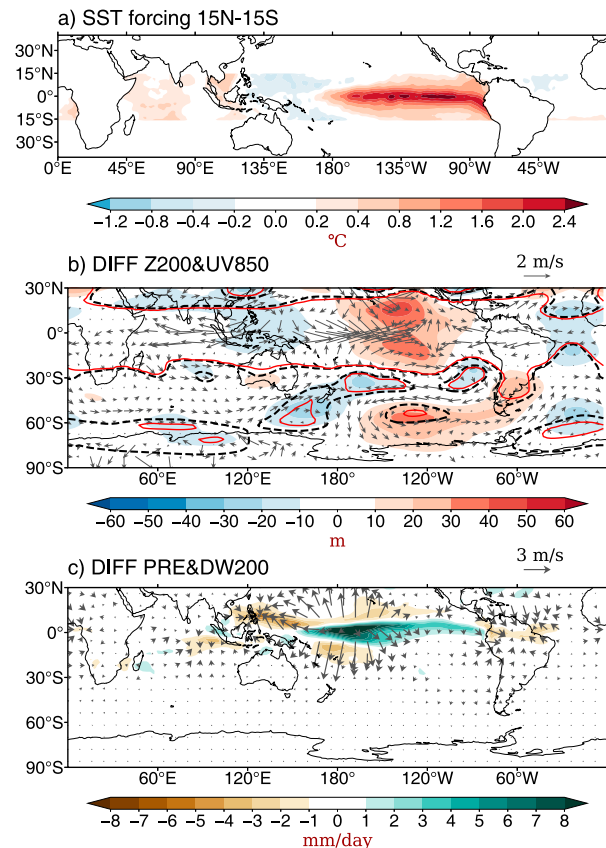 a) SST forcing 15N-15S
30°N
15°N
0°
15°S
30°S
0°E 45°E 90°E 135°E 180° 135°W 90°W 45°W
−1.2 −0.8 −0.4 −0.2 0.0 0.2 0.4 0.8 1.2 1.6 2.0 2.4
℃
b) DIFF Z200&UV850 2 m/s
30°N
0°
30°S
60°S
90°S
60°E 120°E 180° 120°W 60°W
−60 −50 −40 −30 −20 −10 0 10 20 30 40 50 60
m
c) DIFF PRE&DW200 3 m/s
30°N
0°
30°S
60°S
90°S
60°E 120°E 180° 120°W 60°W
−8 −7 −6 −5 −4 −3 −2 −1 0 1 2 3 4 5 6 7 8
mm/day